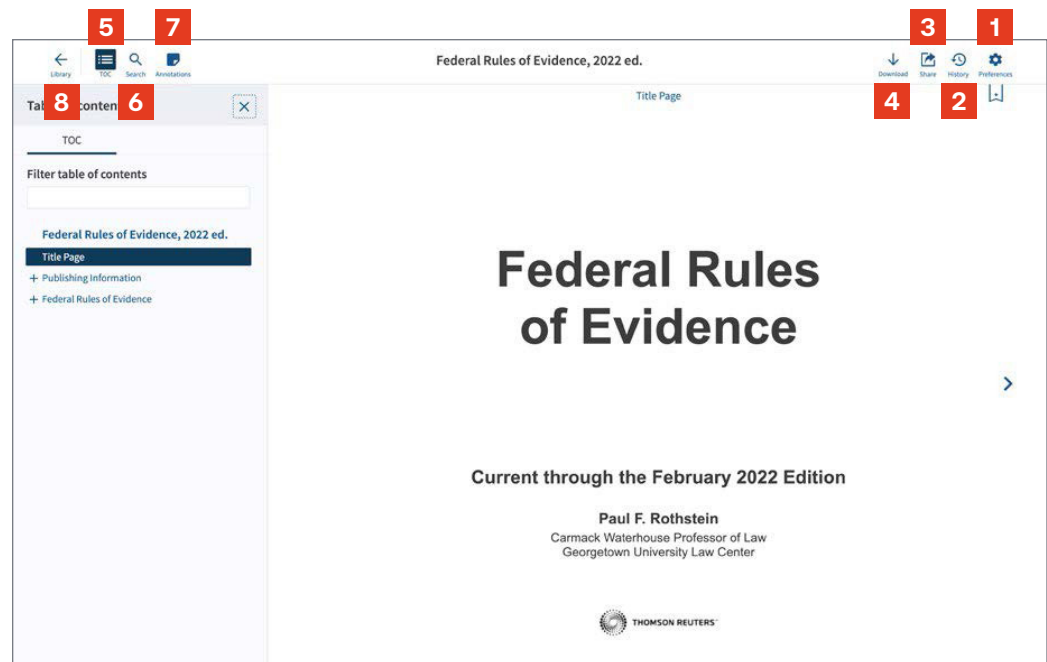 5
7
3
1
Federal Rules of Evidence, 2022 ed.
Library
TOC
Search
Annotations
Download
Share
History
Preferences
8
6
4
2
Title Page
TOC
Filter table of contents
Federal Rules of Evidence, 2022 ed.
Title Page
+ Publishing Information
+ Federal Rules of Evidence
Federal Rules
of Evidence
Current through the February 2022 Edition
Paul F. Rothstein
Carmack Waterhouse Professor of Law
Georgetown University Law Center
THOMSON REUTERS